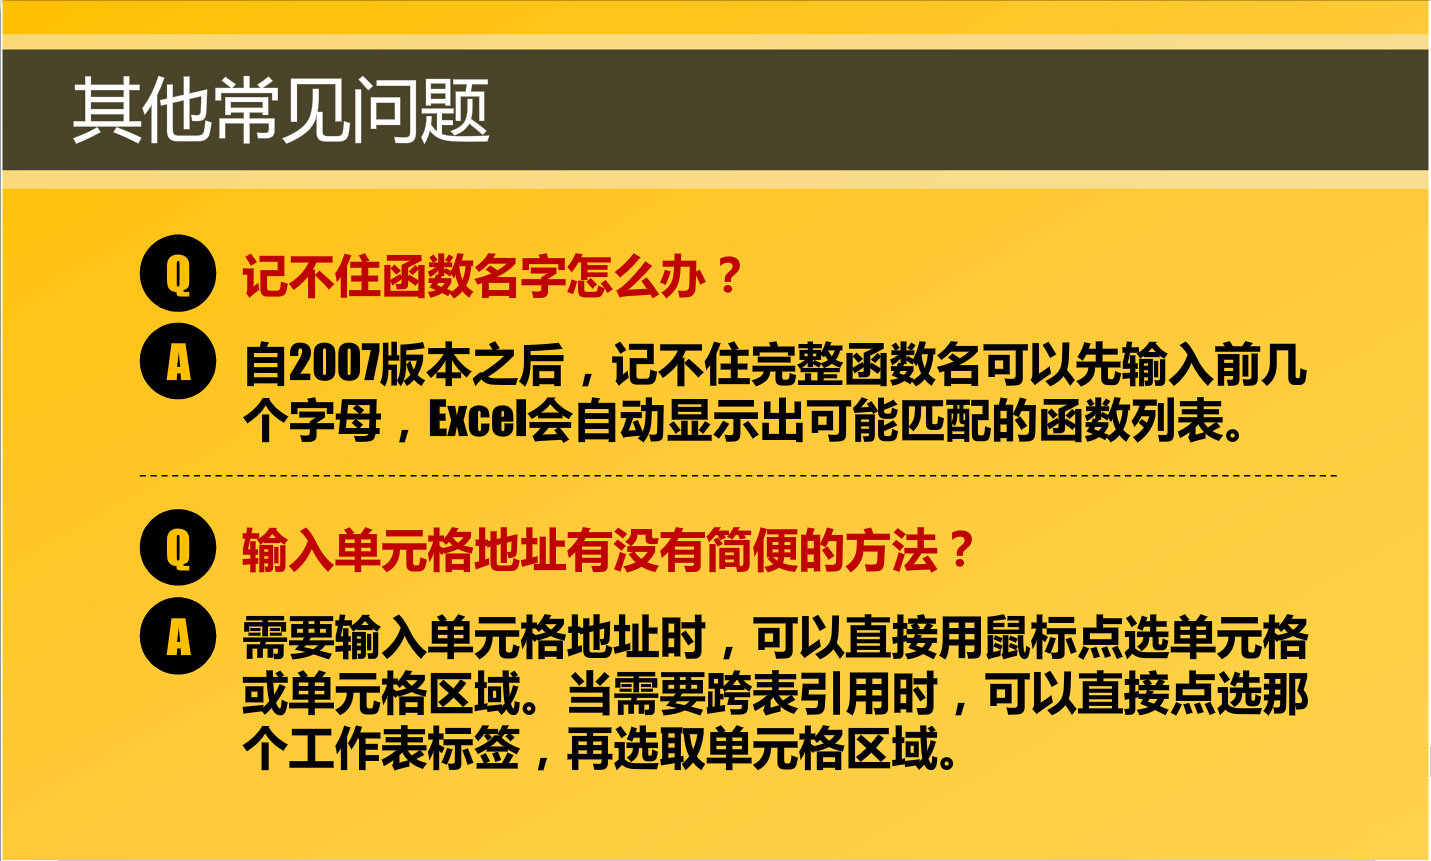 其他常见问题
Q 记不住函数名字怎么办？
A 自2007版本之后，记不住完整函数名可以先输入前几
个字母，Excel会自动显示出可能匹配的函数列表。
Q 输入单元格地址有没有简便的方法？
A 需要输入单元格地址时，可以直接用鼠标点选单元格
或单元格区域。当需要跨表引用时，可以直接点选那
个工作表标签，再选取单元格区域。